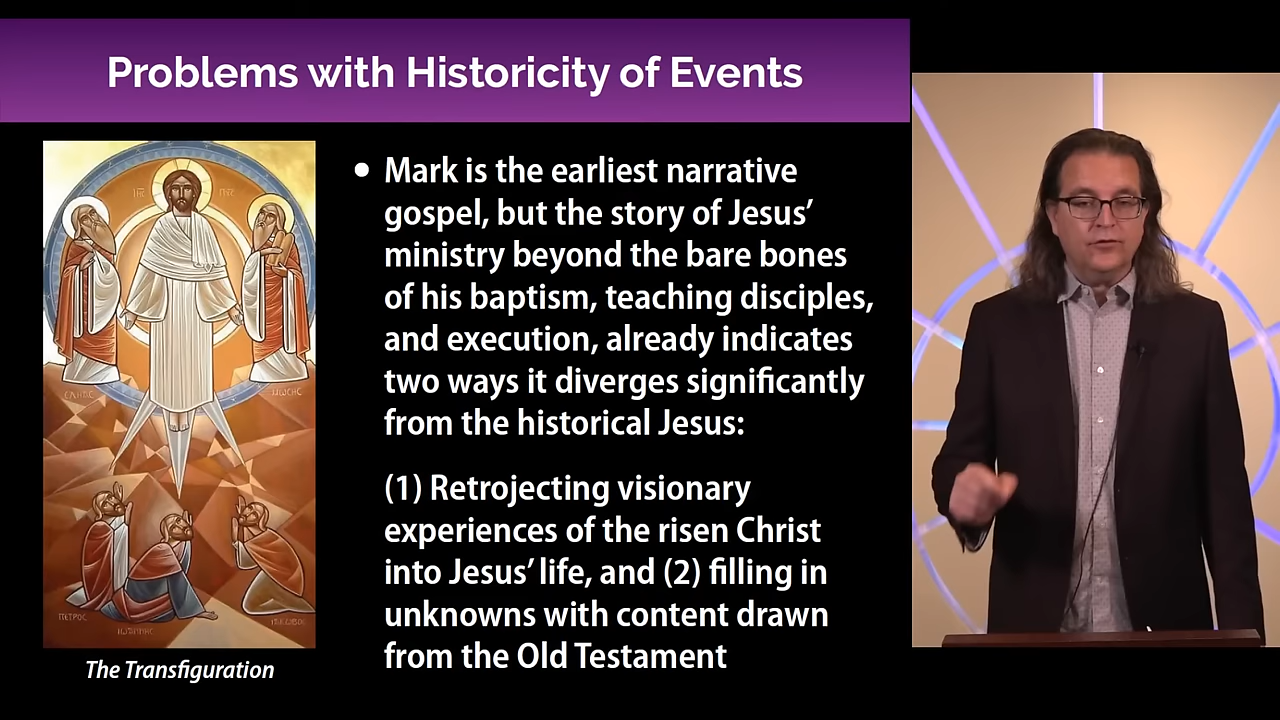 Problems with Historicity of Events
Mark is the earliest narrative
gospel, but the story of Jesus’
ministry beyond the bare bones
of his baptism, teaching disciples,
and execution, already indicates
two ways it diverges significantly
from the historical Jesus:
(1) Retrojecting visionary
experiences of the risen Christ
into Jesus’ life, and (2) filling in
unknowns with content drawn
from the Old Testament
ΠΕΤΡΟΣ
The Transfiguration